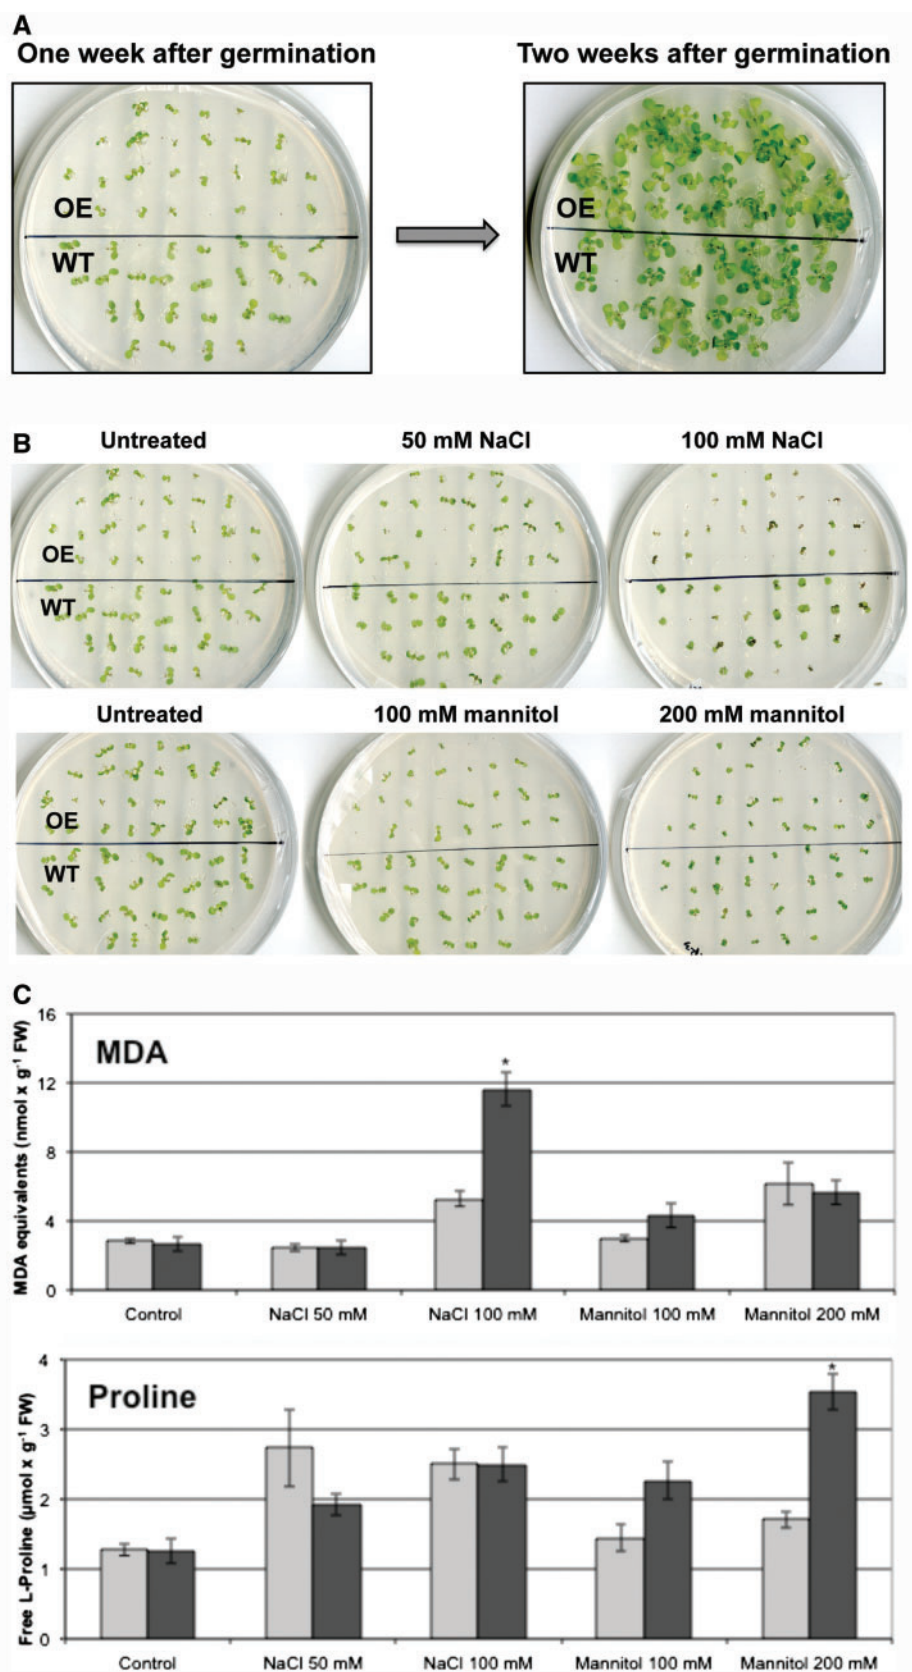 A
One week after germination
Two weeks after germination
OE
WT
OE
WT
B
Untreated
50 mM NaCl
100 mM NaCl
OE
WT
Untreated
100 mM mannitol
200 mM mannitol
OE
WT
C
MDA equivalents (nmol x g⁻¹ FW)
16
12
8
4
0
MDA
*
Control
NaCl 50 mM
NaCl 100 mM
Mannitol 100 mM
Mannitol 200 mM
Free L-Proline (µmol x g⁻¹ FW)
4
3
2
1
0
Proline
*
Control
NaCl 50 mM
NaCl 100 mM
Mannitol 100 mM
Mannitol 200 mM